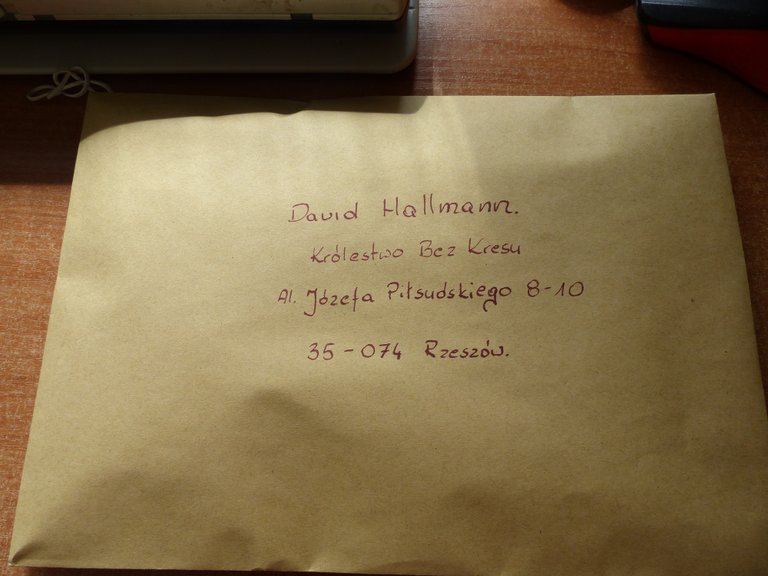 David Hallmann.
Królestwo Bez Kresu
Al. Józefa Piłsudskiego 8-10
35-074 Rzeszów.